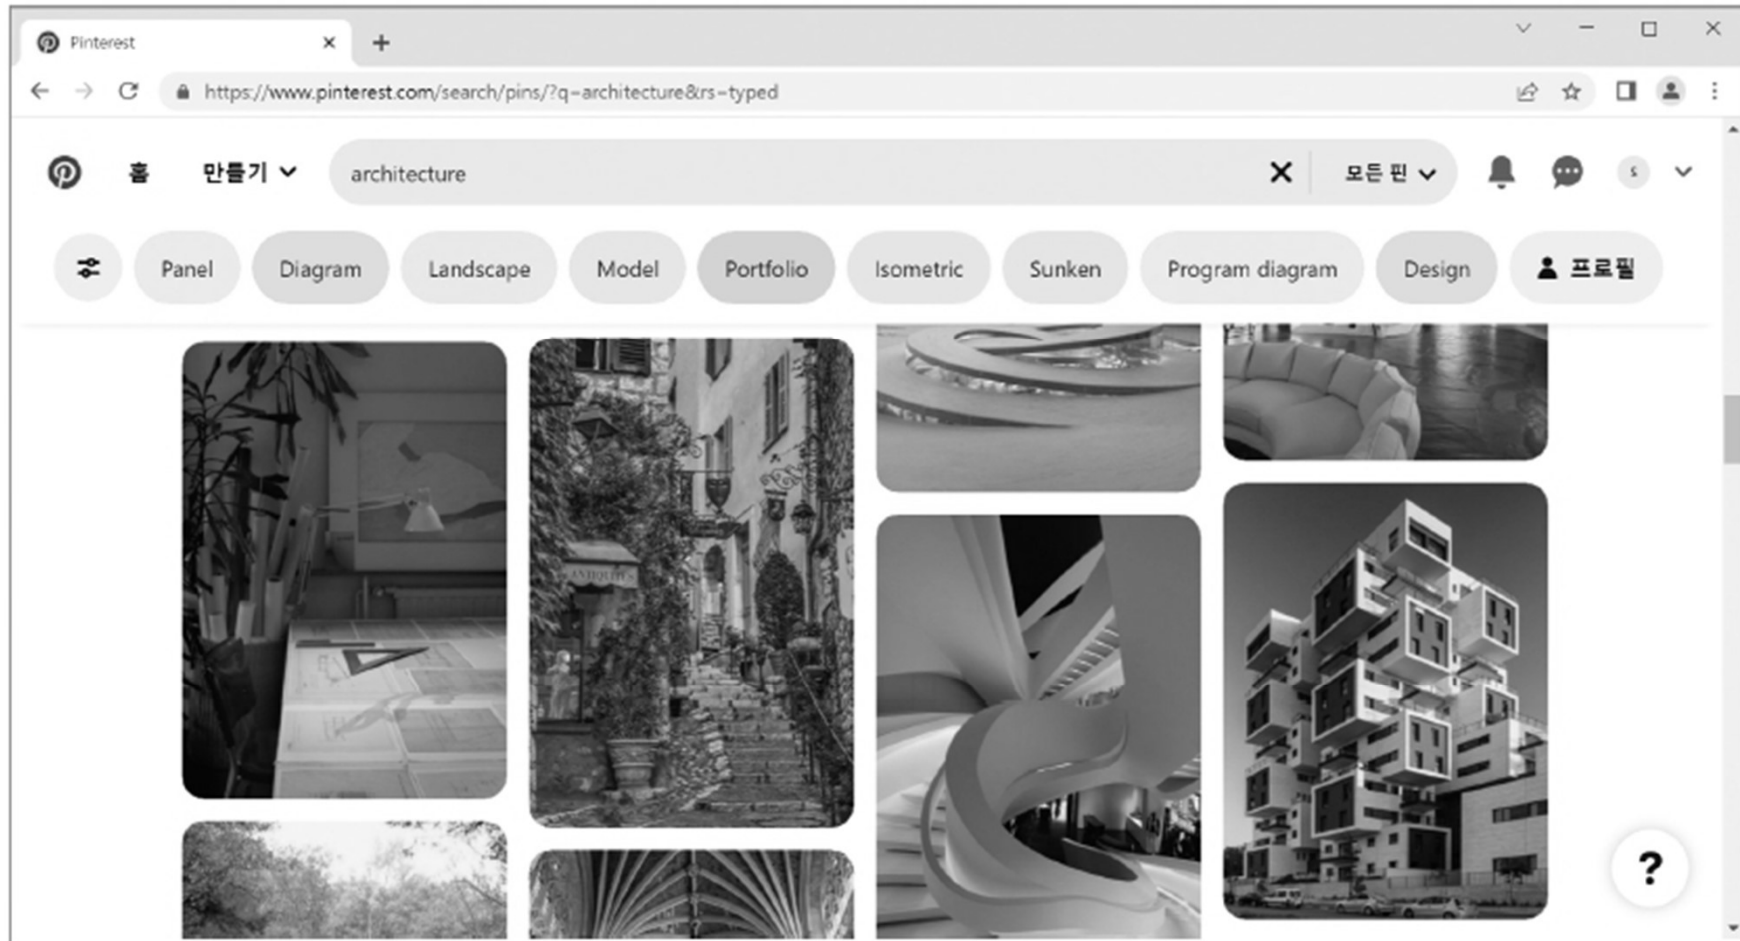 Pinterest
https://www.pinterest.com/search/pins/?q-architecture&rs-typed
홈 만들기 architecture 모든 핀 s
Panel Diagram Landscape Model Portfolio Isometric Sunken Program diagram Design 프로필
ANTIQUITES
?